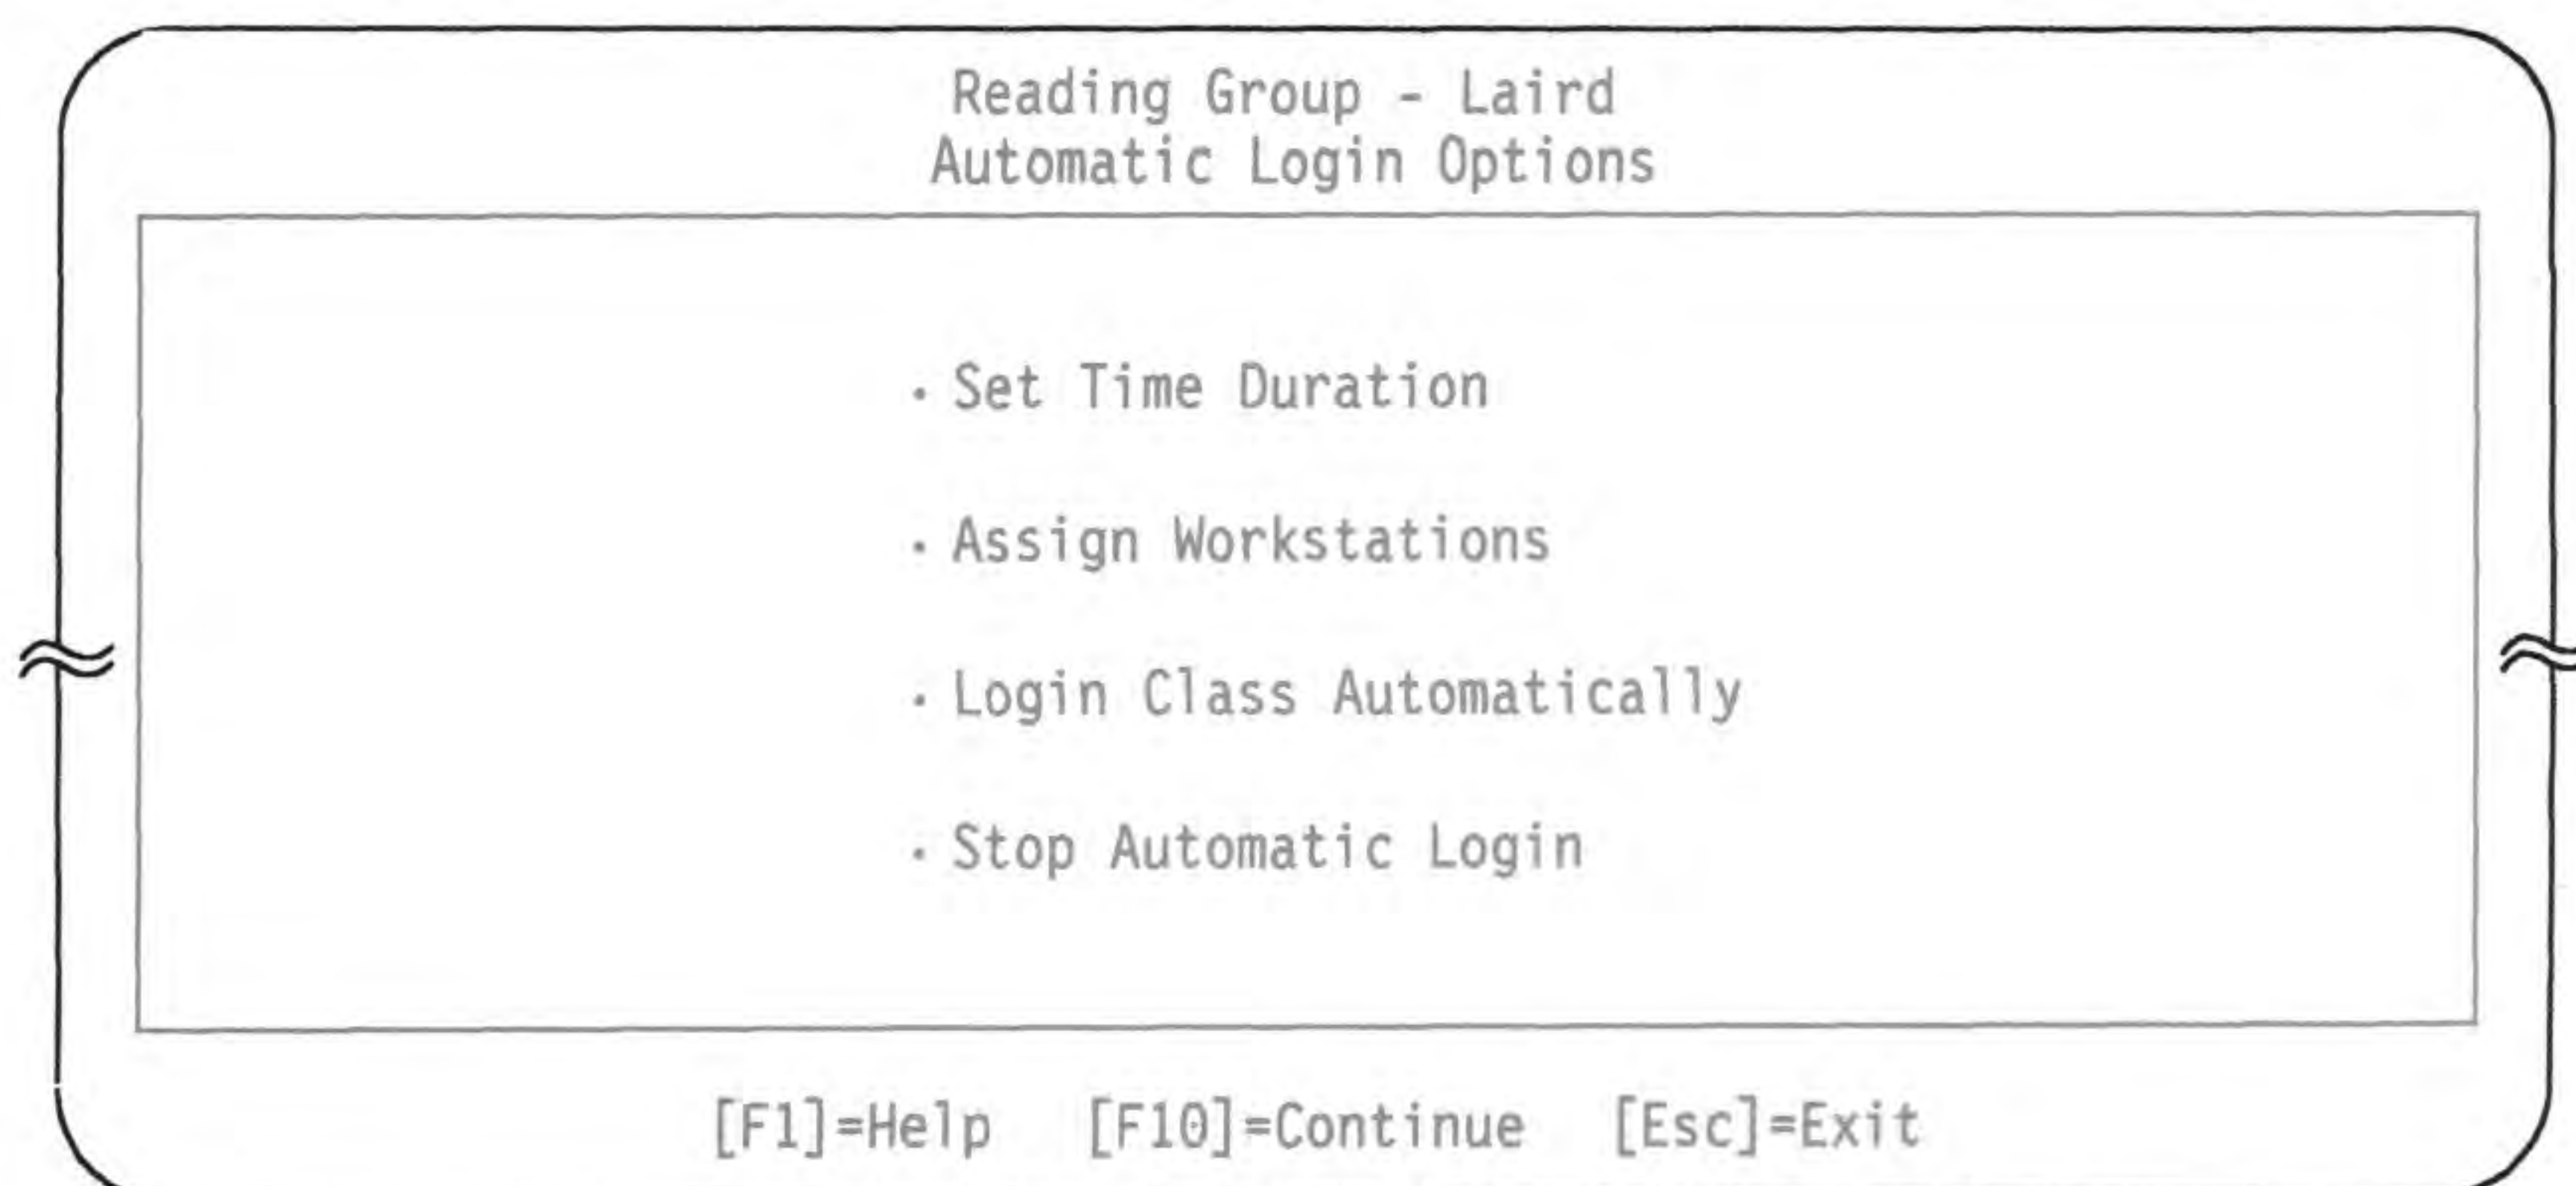 Reading Group - Laird
Automatic Login Options
. Set Time Duration
. Assign Workstations
. Login Class Automatically
. Stop Automatic Login
[F1]=Help [F10]=Continue [Esc]=Exit